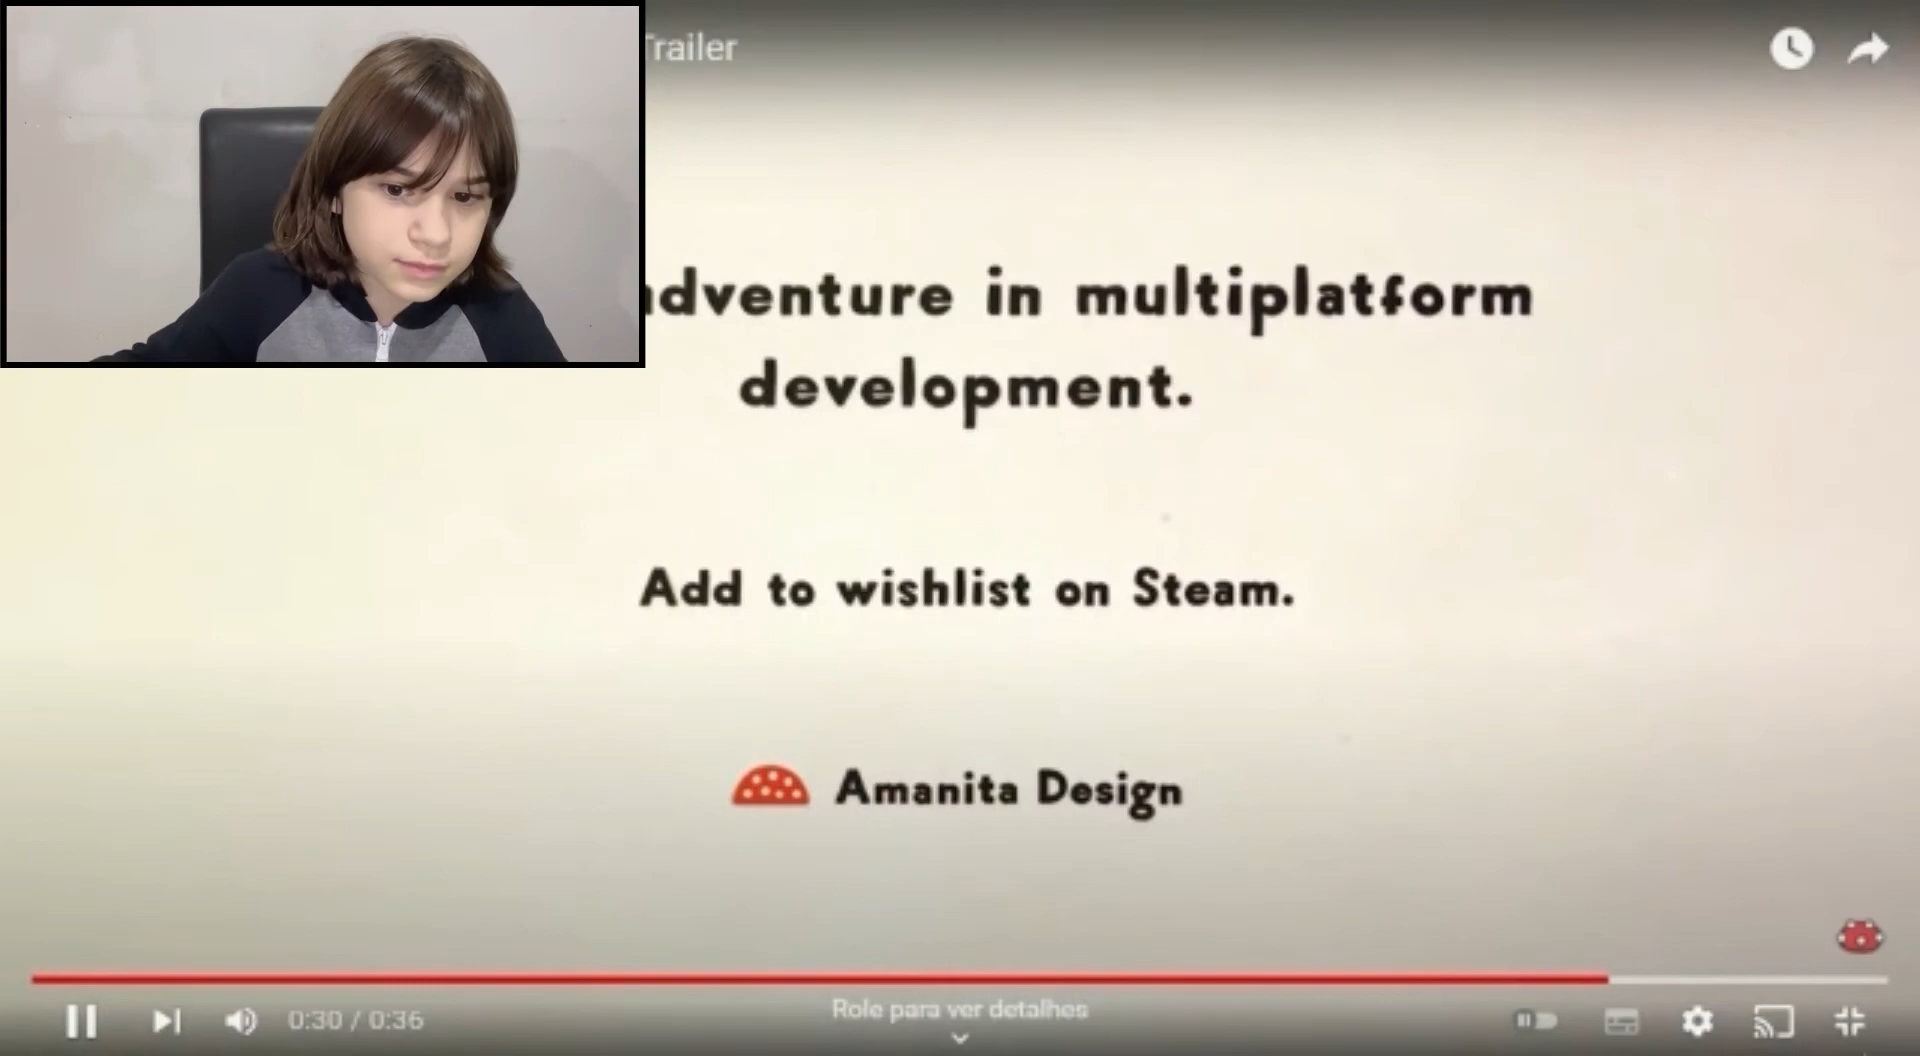 Trailer
adventure in multiplatform
development.
Add to wishlist on Steam.
Amanita Design
0:30 / 0:36
Role para ver detalhes